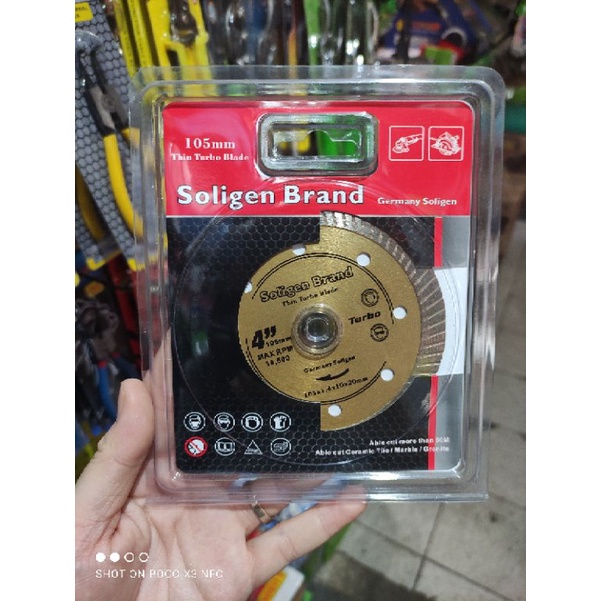 105mm
Thin Turbo Blade
Soligen Brand
Germany Soligen
Soligen Brand
Thin Turbo Blade
4"
105mm
MAX RPM
Turbo
Germany Soligen
Able cut more than
Able cut Ceramic Tile / Marble / Granite
SHOT ON POCO X3 NFC